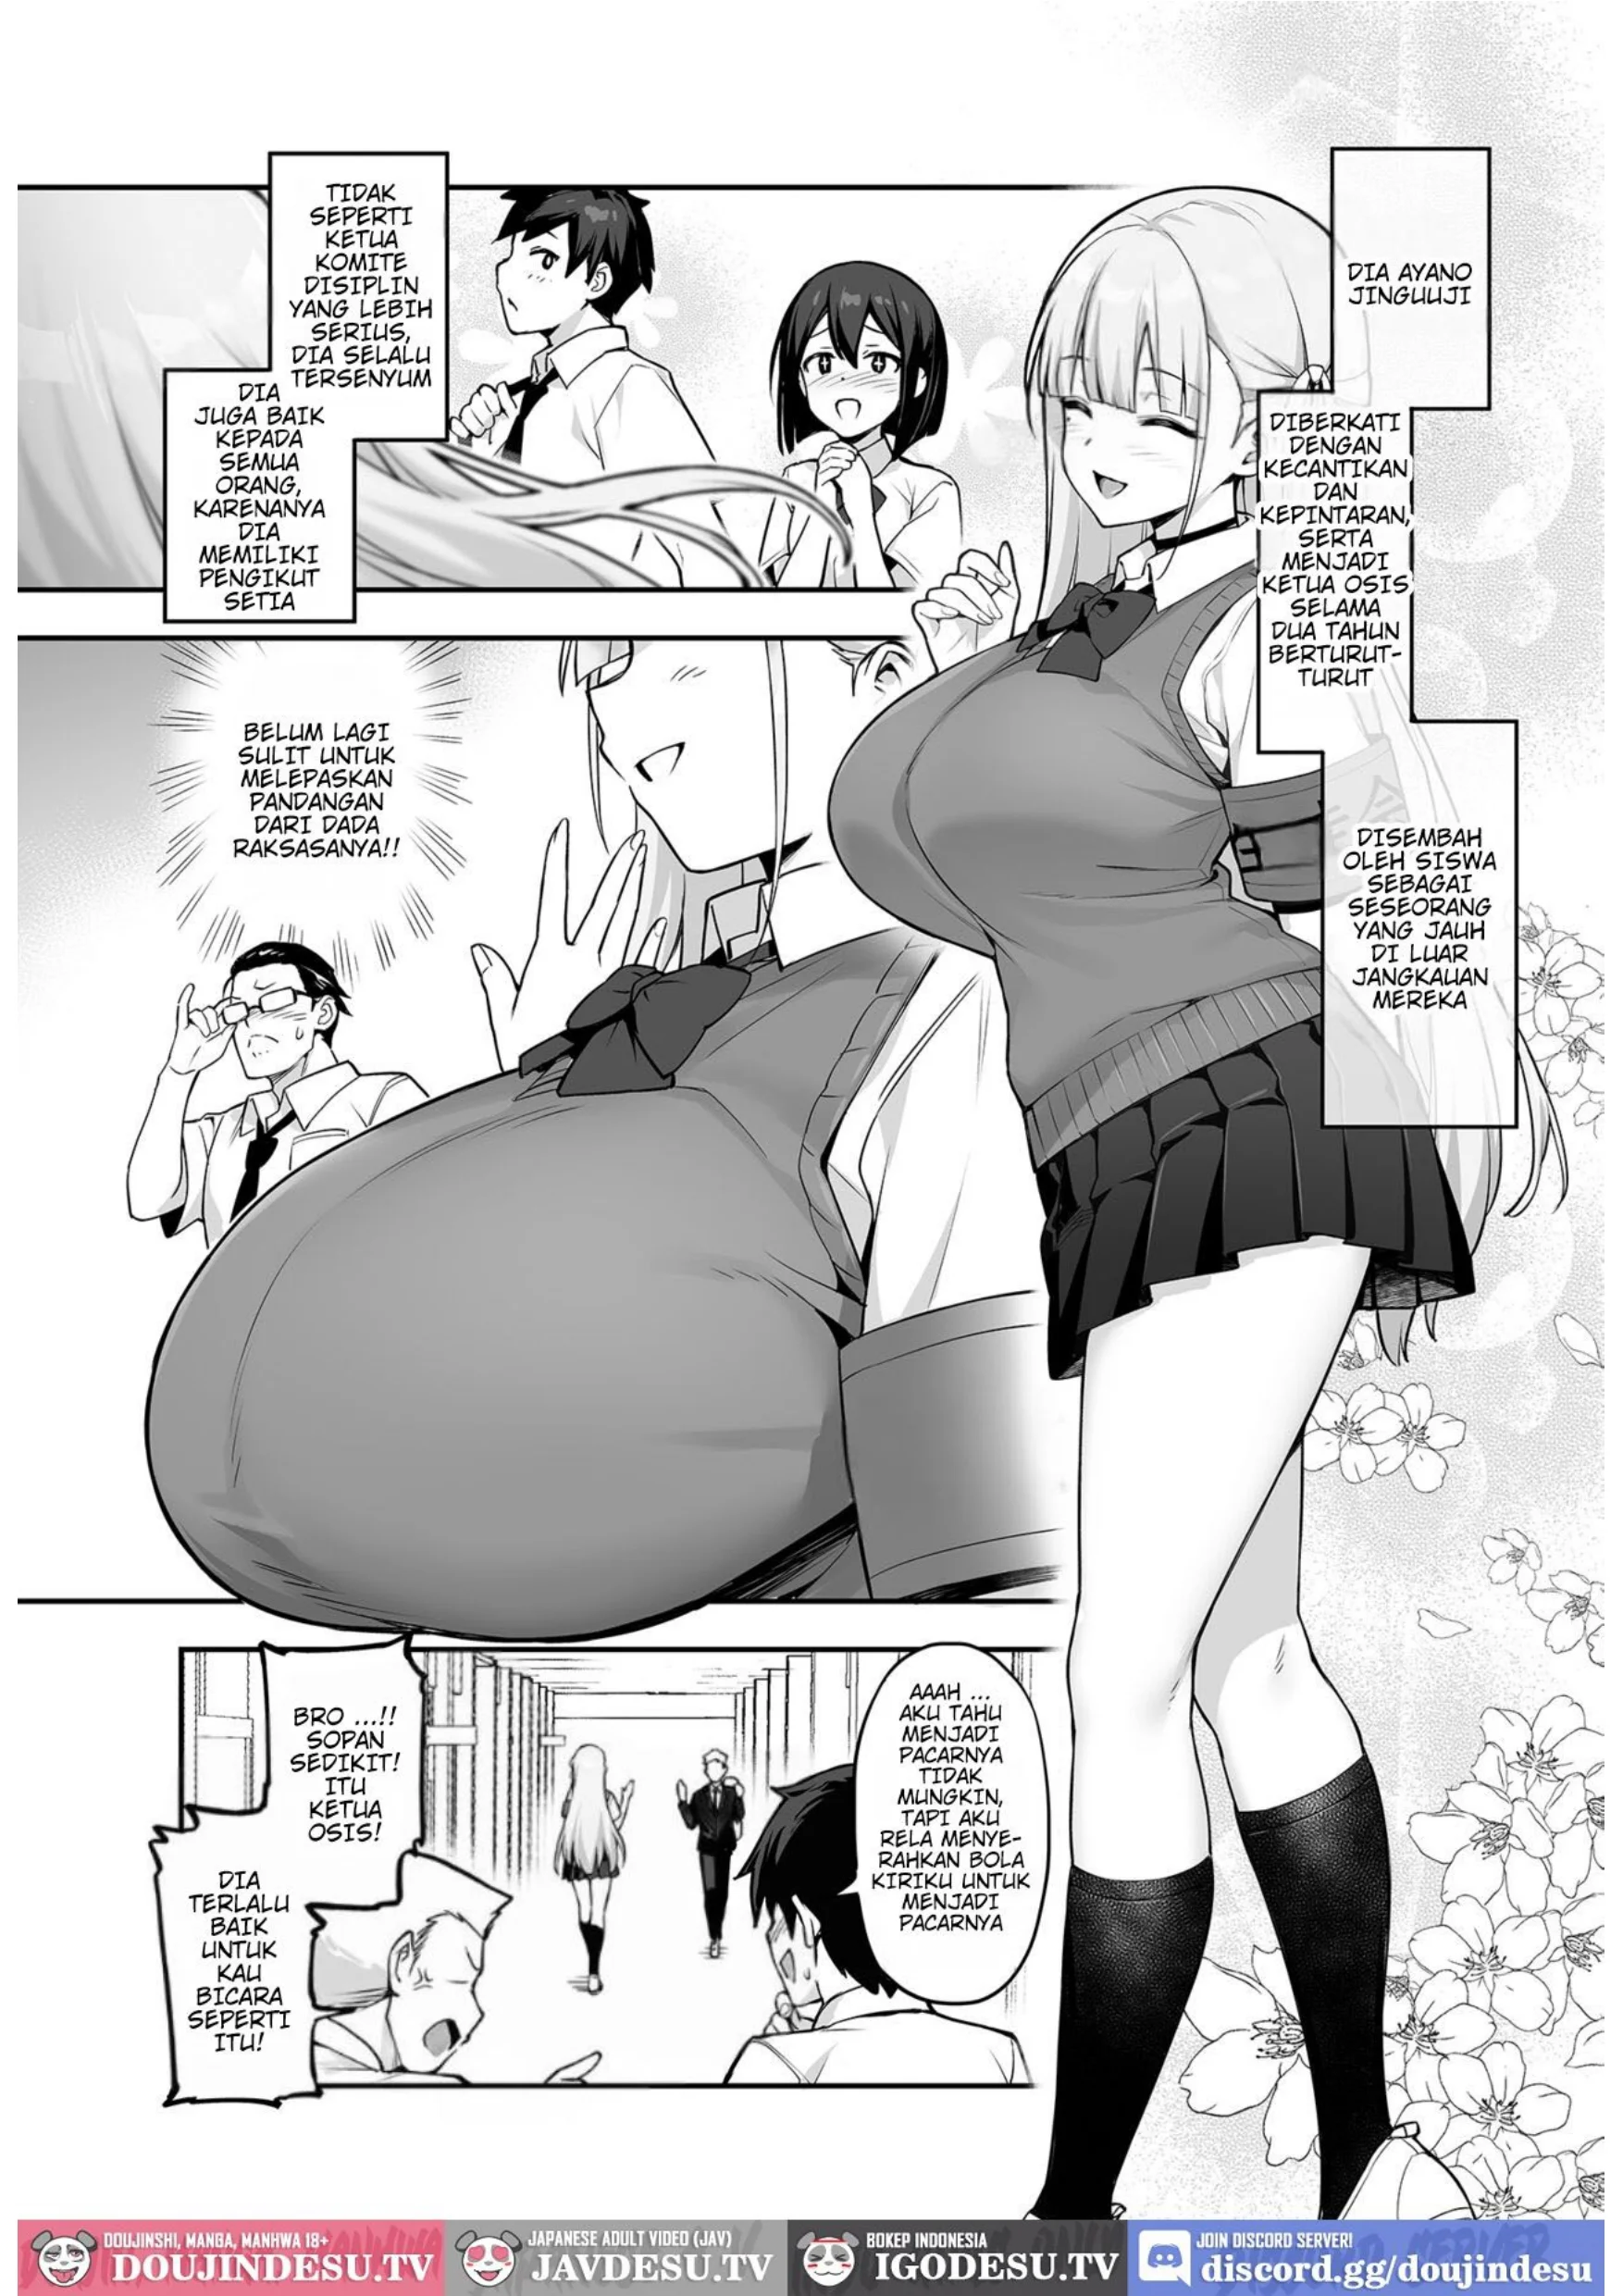 DIA AYANO
JINGUUJI
DIBERKATI
DENGAN
KECANTIKAN
DAN
KEPINTARAN,
SERTA
MENJADI
KETUA OSIS
SELAMA
DUA TAHUN
BERTURUT-
TURUT
DISEMBAH
OLEH SISWA
SEBAGAI
SESEORANG
YANG JAUH
DI LUAR
JANGKAUAN
MEREKA
TIDAK
SEPERTI
KETUA
KOMITE
DISIPLIN
YANG LEBIH
SERIUS,
DIA SELALU
TERSENYUM
DIA
JUGA BAIK
KEPADA
SEMUA
ORANG,
KARENANYA
DIA
MEMILIKI
PENGIKUT
SETIA
BELUM LAGI
SULIT UNTUK
MELEPASKAN
PANDANGAN
DARI DADA
RAKSASANYA!!
AAAH ...
AKU TAHU
MENJADI
PACARNYA
TIDAK
MUNGKIN,
TAPI AKU
RELA MENYE-
RAHKAN BOLA
KIRIKU UNTUK
MENJADI
PACARNYA
BRO ...!!
SOPAN
SEDIKIT!
ITU
KETUA
OSIS!
DIA
TERLALU
BAIK
UNTUK
KAU
BICARA
SEPERTI
ITU!
DOUJINSHI, MANGA, MANHWA 18+
DOUJINDESU.TV
JAPANESE ADULT VIDEO (JAV)
JAVDESU.TV
BOKEP INDONESIA
IGODESU.TV
JOIN DISCORD SERVER!
discord.gg/doujindesu